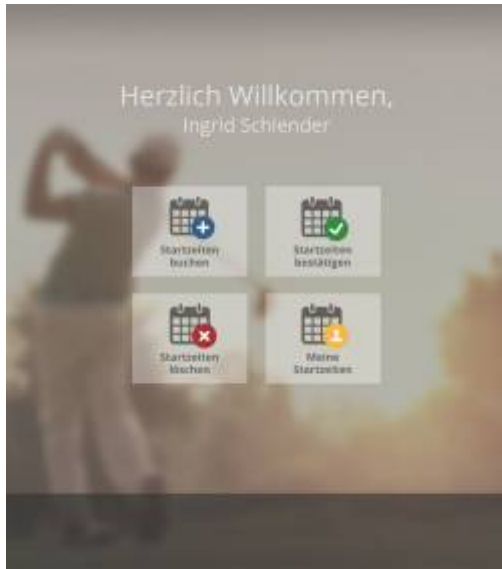 Herzlich Willkommen,
Ingrid Schlender
Startzeiten
buchen
Startzeiten
bestätigen
Startzeiten
löschen
Meine
Startzeiten